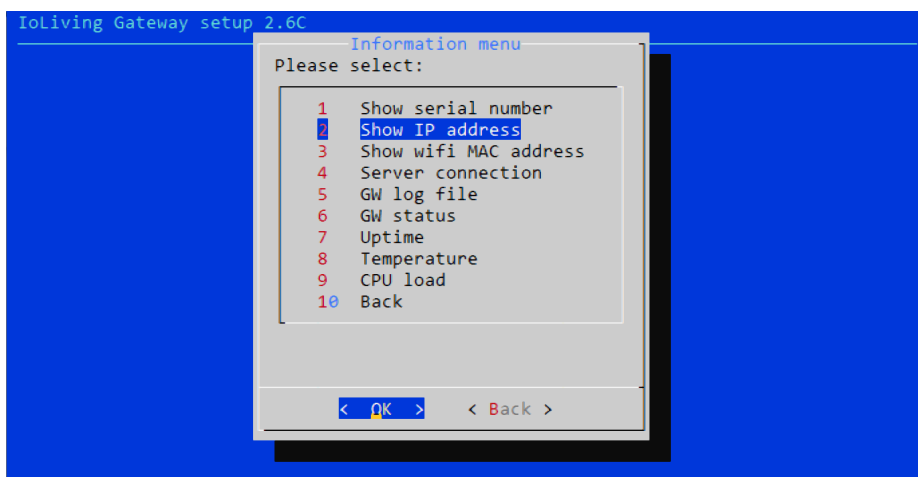 IoLiving Gateway setup 2.6C
Information menu
Please select:
1 Show serial number
2 Show IP address
3 Show wifi MAC address
4 Server connection
5 GW log file
6 GW status
7 Uptime
8 Temperature
9 CPU load
10 Back
< OK > < Back >